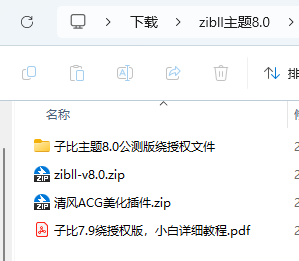 下载 zibll主题8.0
排
名称
子比主题8.0公测版绕授权文件
zibll-v8.0.zip
清风ACG美化插件.zip
子比7.9绕授权版，小白详细教程.pdf